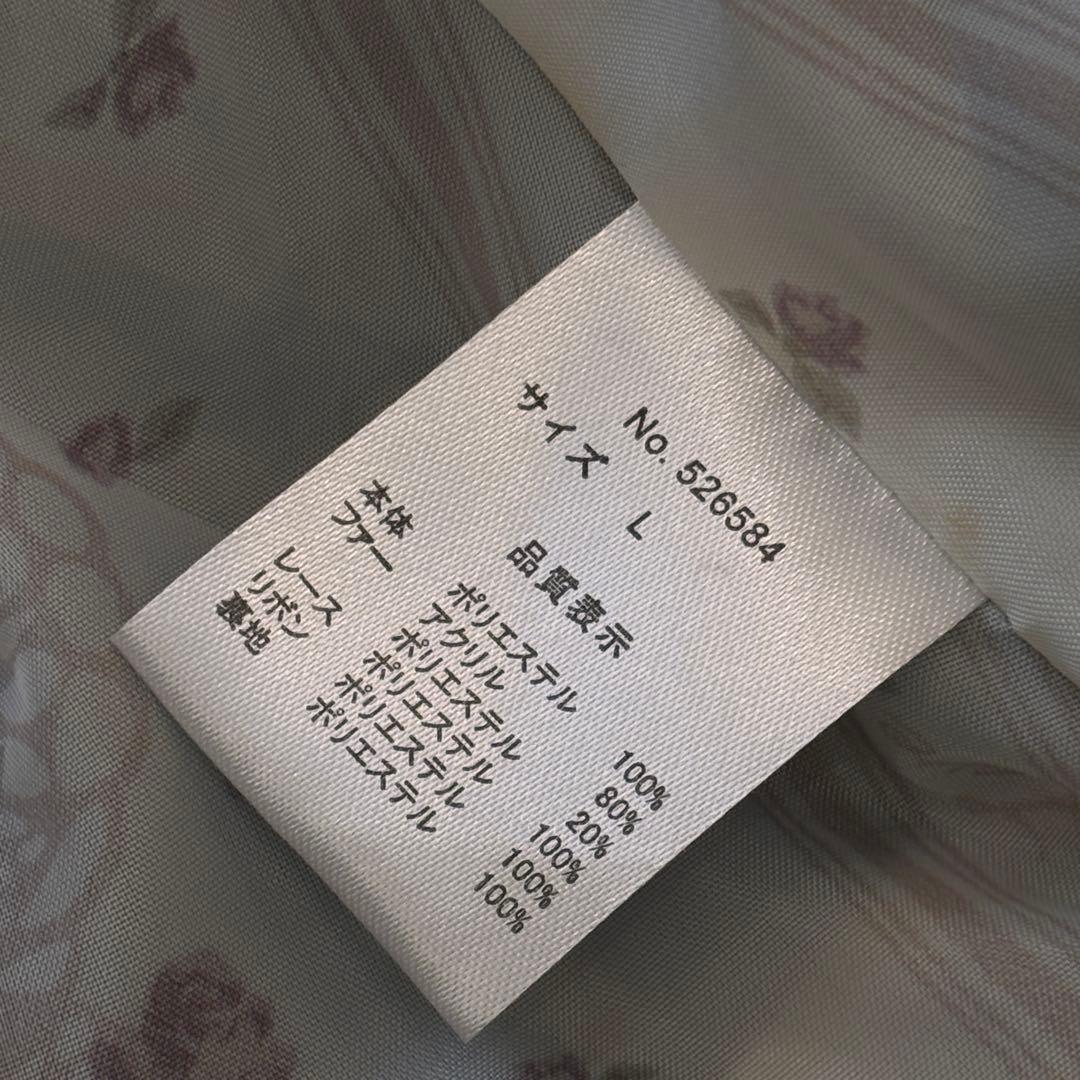 No. 526584
サイズ L
品質表示
本体 ポリエステル 100%
ファー アクリル 80%
ポリエステル 20%
レース ポリエステル 100%
リボン ポリエステル 100%
裏地 ポリエステル 100%